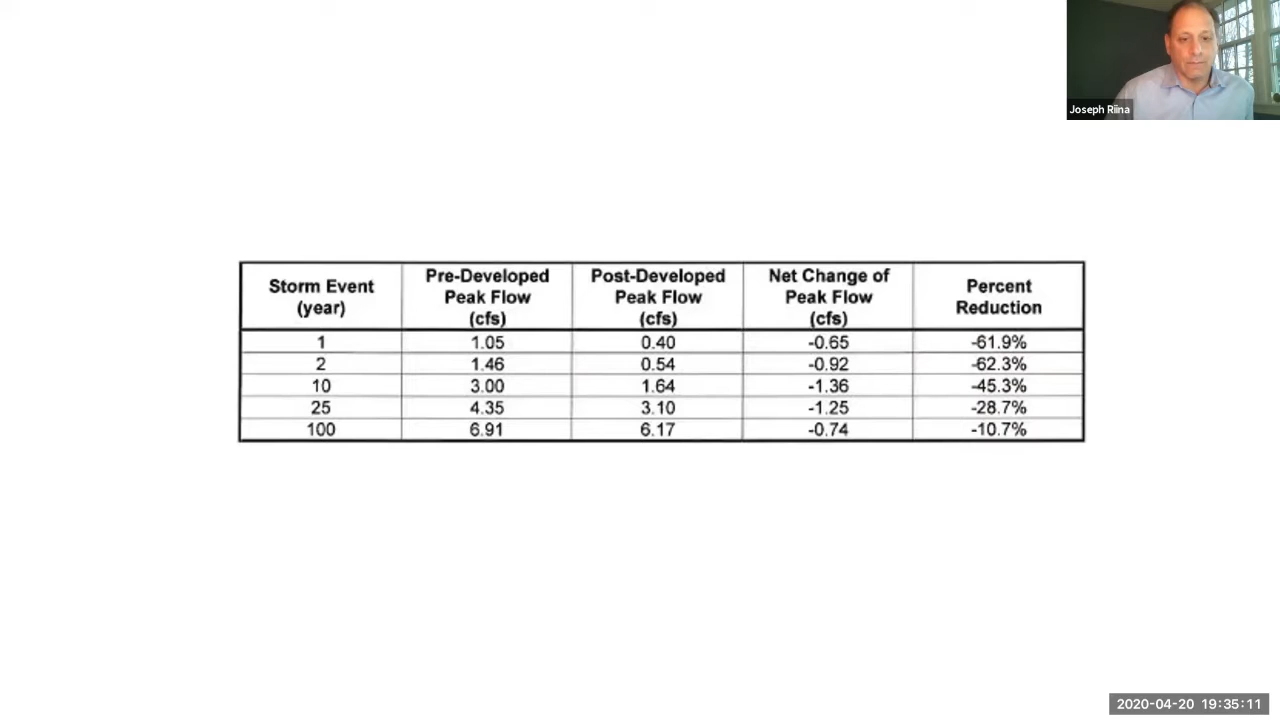 Joseph Riina
Storm Event (year) Pre-Developed Peak Flow (cfs) Post-Developed Peak Flow (cfs) Net Change of Peak Flow (cfs) Percent Reduction
1 1.05 0.40 -0.65 -61.9%
2 1.46 0.54 -0.92 -62.3%
10 3.00 1.64 -1.36 -45.3%
25 4.35 3.10 -1.25 -28.7%
100 6.91 6.17 -0.74 -10.7%
2020-04-20 19:35:11